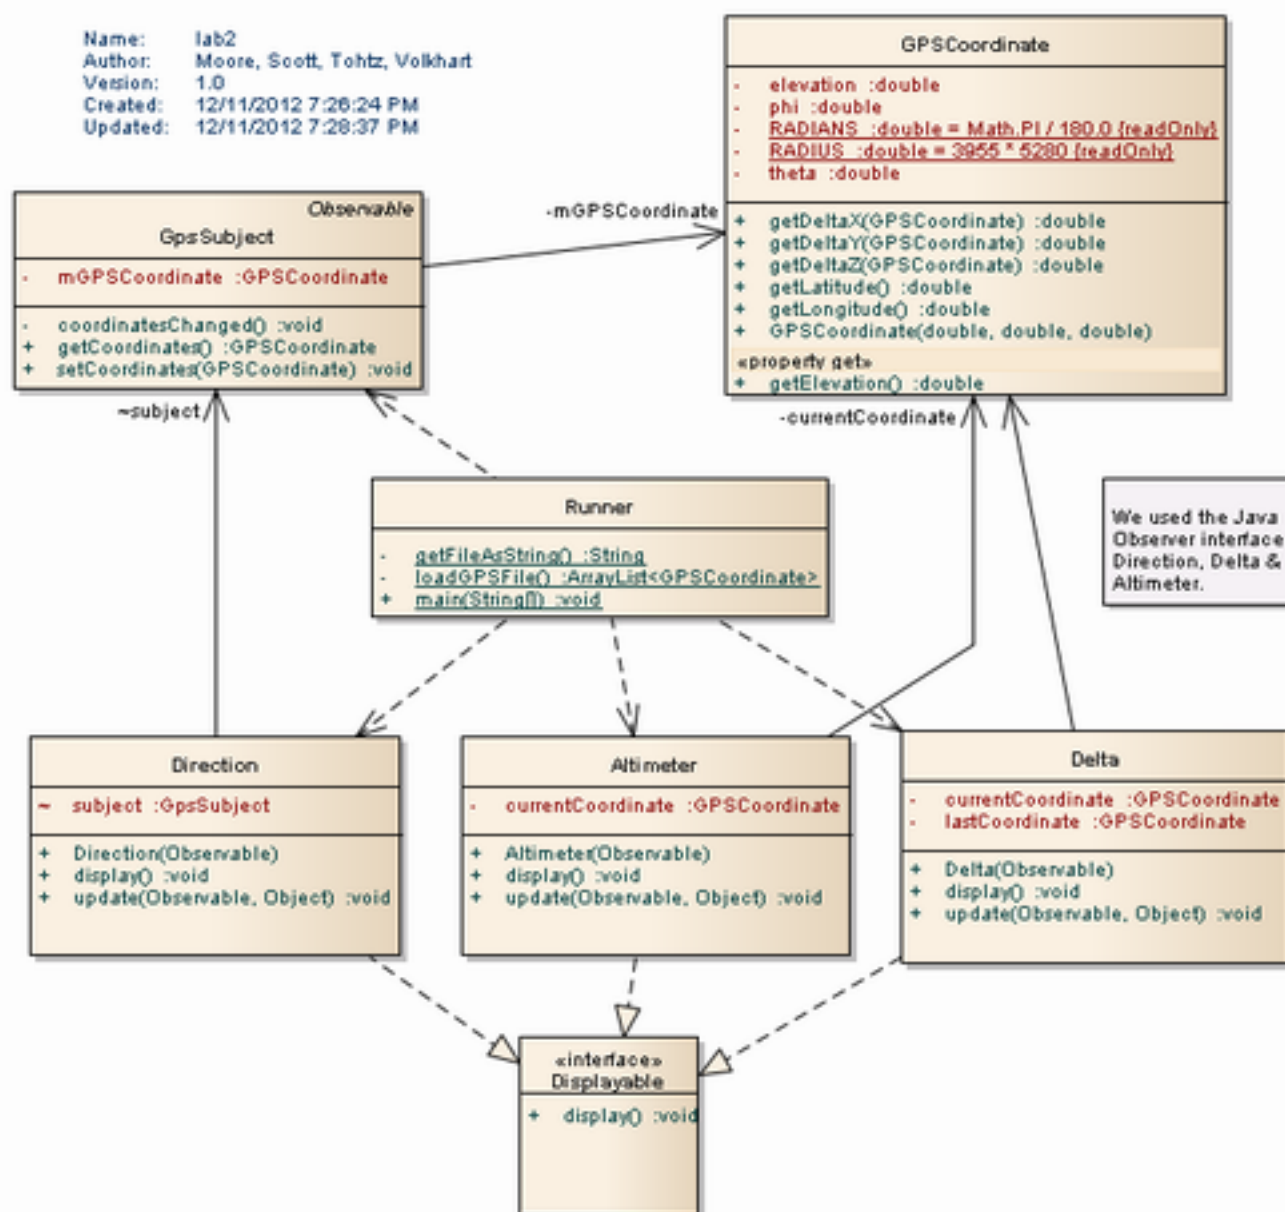 Name: lab2
Author: Moore, Scott, Tohtz, Volkhart
Version: 1.0
Created: 12/11/2012 7:26:24 PM
Updated: 12/11/2012 7:28:37 PM
GPSCoordinate
- elevation :double
- phi :double
- RADIANS :double = Math.PI / 180.0 {readOnly}
- RADIUS :double = 3955 * 5280 {readOnly}
- theta :double
+ getDeltaX(GPSCoordinate) :double
+ getDeltaY(GPSCoordinate) :double
+ getDeltaZ(GPSCoordinate) :double
+ getLatitude() :double
+ getLongitude() :double
+ GPSCoordinate(double, double, double)
«property get»
+ getElevation() :double
Observable
GpsSubject
- mGPSCoordinate :GPSCoordinate
- coordinatesChanged() :void
+ getCoordinates() :GPSCoordinate
+ setCoordinates(GPSCoordinate) :void
-mGPSCoordinate
~subject
-currentCoordinate
Runner
- getFileAsString() :String
- loadGPSFile() :ArrayList<GPSCoordinate>
+ main(String[]) :void
We used the Java
Observer interface
Direction, Delta &
Altimeter.
Direction
~ subject :GpsSubject
+ Direction(Observable)
+ display() :void
+ update(Observable, Object) :void
Altimeter
- currentCoordinate :GPSCoordinate
+ Altimeter(Observable)
+ display() :void
+ update(Observable, Object) :void
Delta
- currentCoordinate :GPSCoordinate
- lastCoordinate :GPSCoordinate
+ Delta(Observable)
+ display() :void
+ update(Observable, Object) :void
«interface»
Displayable
+ display() :void